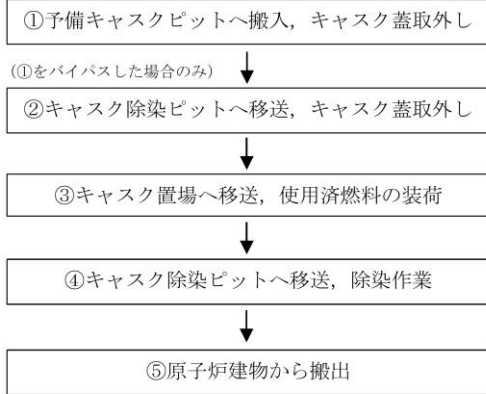 ①予備キャスクピットへ搬入，キャスク蓋取外し
(①をバイパスした場合のみ)
②キャスク除染ピットへ移送，キャスク蓋取外し
③キャスク置場へ移送，使用済燃料の装荷
④キャスク除染ピットへ移送，除染作業
⑤原子炉建物から搬出